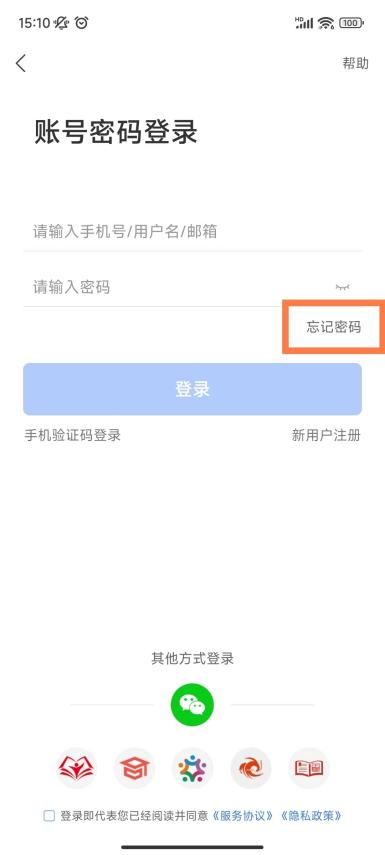 15:10 HD 100
帮助
账号密码登录
请输入手机号/用户名/邮箱
请输入密码
忘记密码
登录
手机验证码登录 新用户注册
其他方式登录
登录即代表您已经阅读并同意《服务协议》《隐私政策》